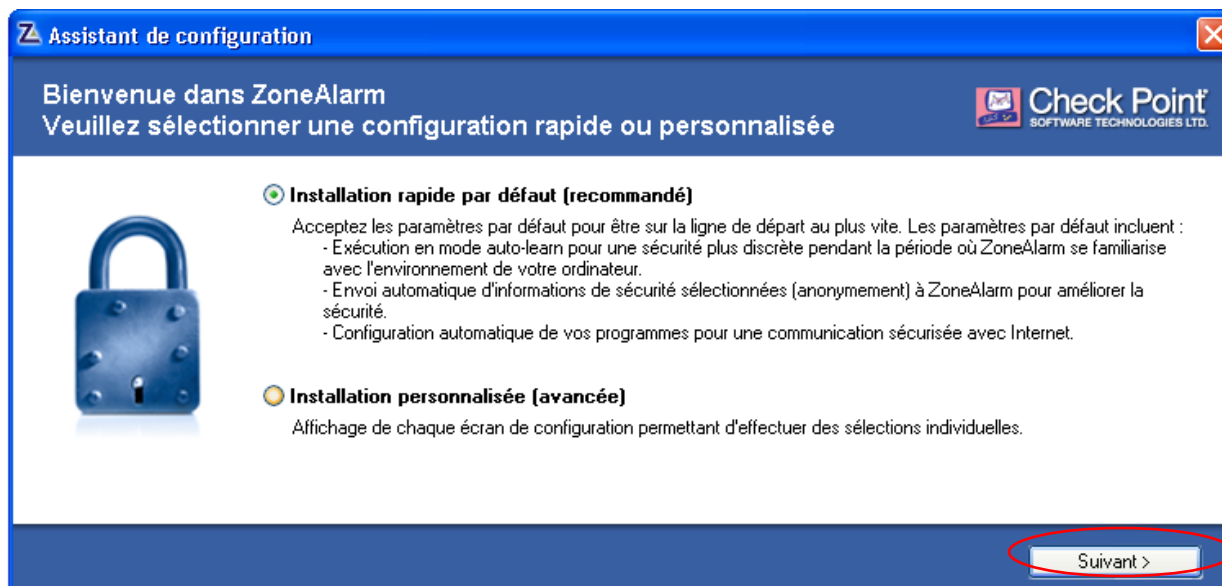 Assistant de configuration
Bienvenue dans ZoneAlarm
Veuillez sélectionner une configuration rapide ou personnalisée
Check Point
SOFTWARE TECHNOLOGIES LTD.
Installation rapide par défaut (recommandé)
Acceptez les paramètres par défaut pour être sur la ligne de départ au plus vite. Les paramètres par défaut incluent :
- Exécution en mode auto-learn pour une sécurité plus discrète pendant la période où ZoneAlarm se familiarise
avec l'environnement de votre ordinateur.
- Envoi automatique d'informations de sécurité sélectionnées (anonymement) à ZoneAlarm pour améliorer la
sécurité.
- Configuration automatique de vos programmes pour une communication sécurisée avec Internet.
Installation personnalisée (avancée)
Affichage de chaque écran de configuration permettant d'effectuer des sélections individuelles.
Suivant >